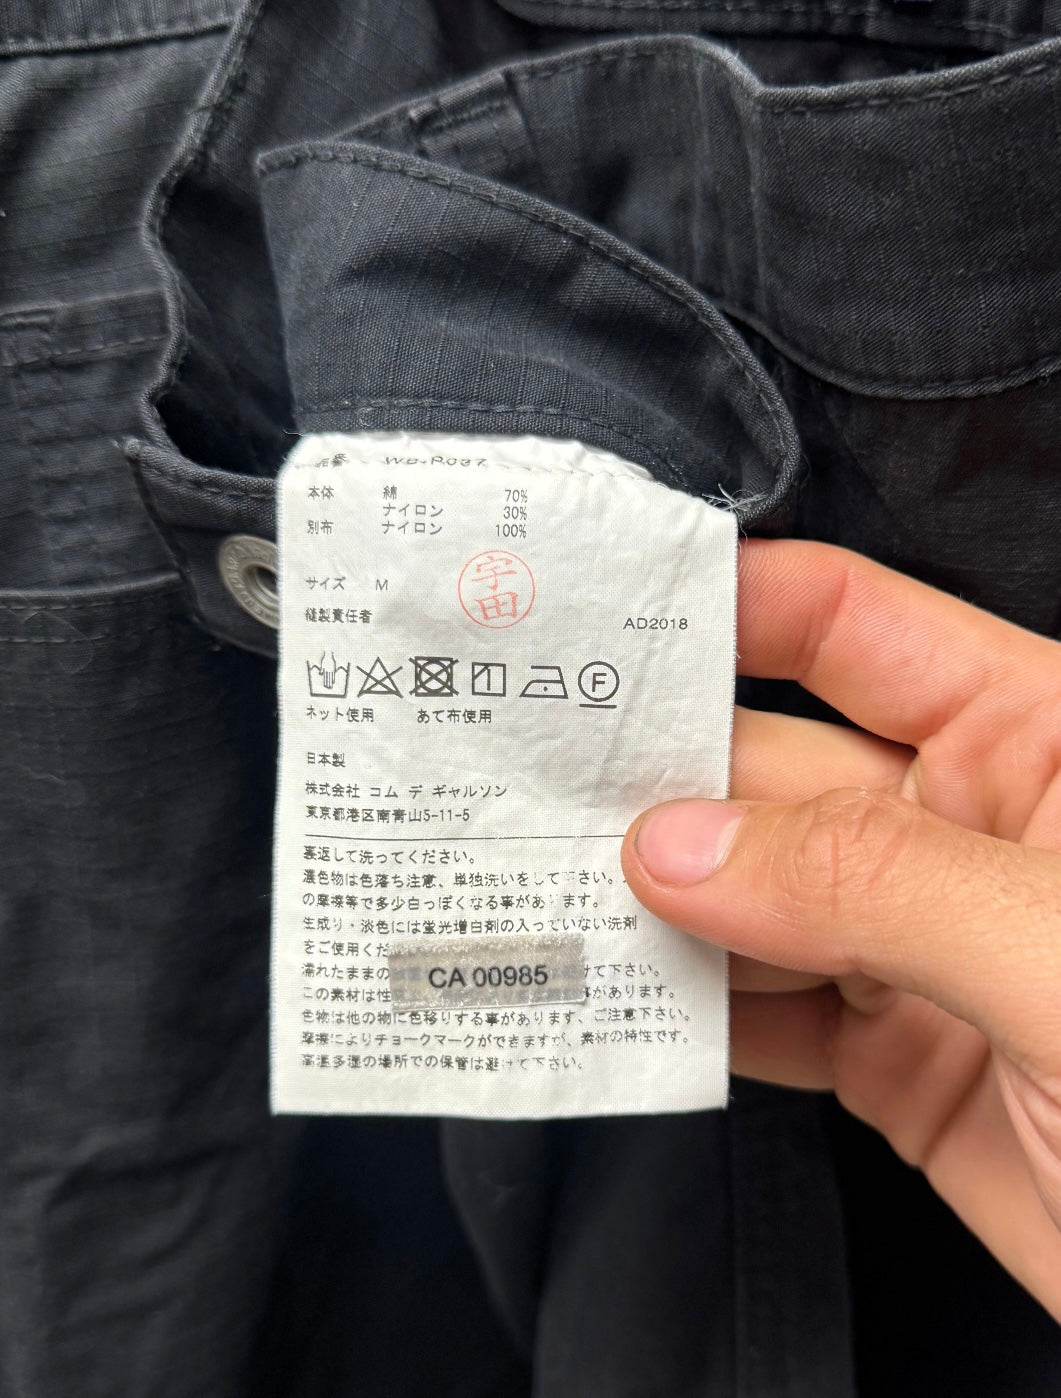 品番 WD-P037
本体 綿 70%
ナイロン 30%
別布 ナイロン 100%
サイズ M
宇田
縫製責任者
AD2018
F
ネット使用 あて布使用
日本製
株式会社 コム デ ギャルソン
東京都港区南青山5-11-5
裏返して洗ってください。
濃色物は色落ち注意、単独洗いをして下さい。
の摩擦等で多少白っぽくなる事があります。
生成り・淡色には蛍光増白剤の入っていない洗剤
をご使用くだ
濡れたままの けて下さい。
CA 00985
この素材は性 があります。
色物は他の物に色移りする事があります、ご注意下さい。
摩擦によりチョークマークができますが、素材の特性です。
高温多湿の場所での保管は避けて下さい。